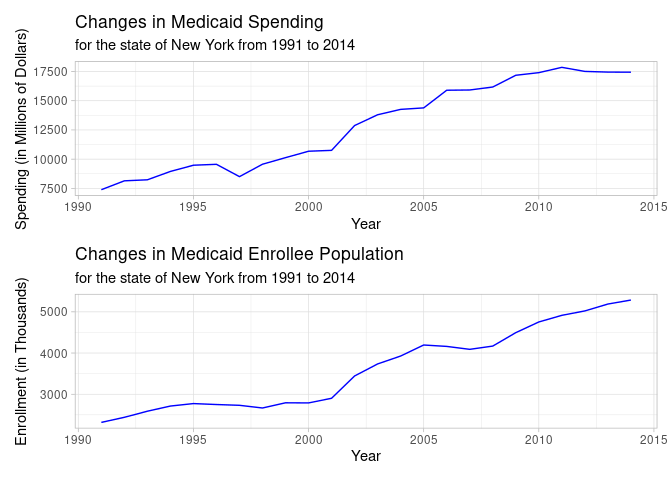 Changes in Medicaid Spending
for the state of New York from 1991 to 2014
Spending (in Millions of Dollars)
17500
15000
12500
10000
7500
1990 1995 2000 2005 2010 2015
Year
Changes in Medicaid Enrollee Population
for the state of New York from 1991 to 2014
Enrollment (in Thousands)
5000
4000
3000
1990 1995 2000 2005 2010 2015
Year